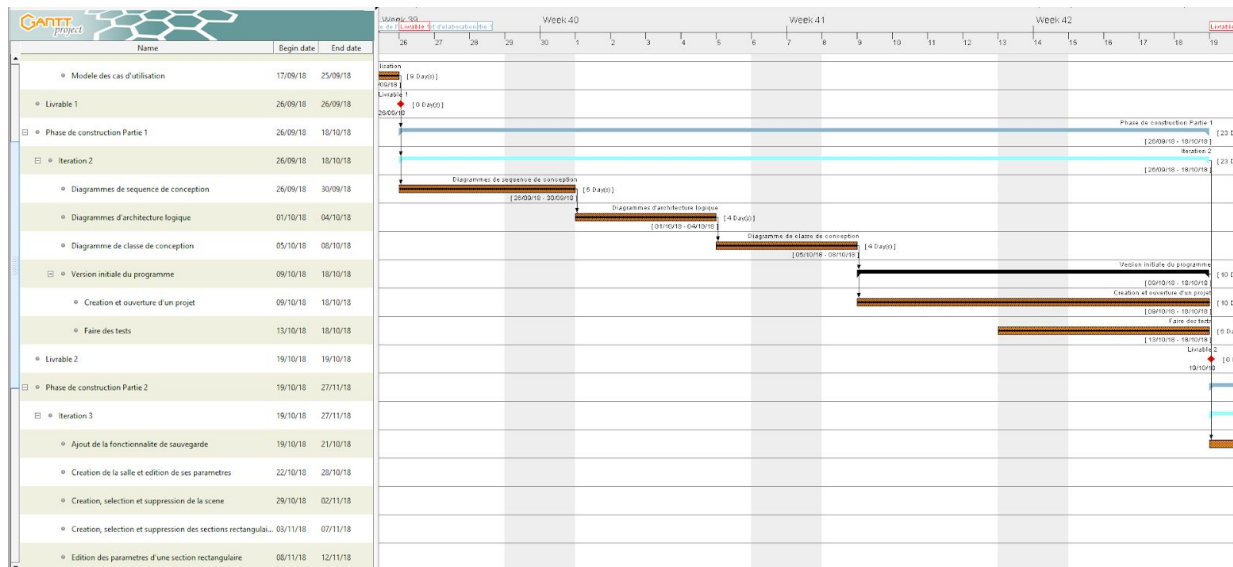 GANTT
project
Name Begin date End date
Week 39 Week 40 Week 41 Week 42
Livrable 1
26 27 28 29 30 1 2 3 4 5 6 7 8 9 10 11 12 13 14 15 16 17 18 19
Modele des cas d'utilisation 17/09/18 25/09/18
[ 9 Day(s) ]
Livrable 1 26/09/18 26/09/18
Livrable 1
[ 0 Day(s) ]
26/09/18
Phase de construction Partie 1 26/09/18 18/10/18
Phase de construction Partie 1
[ 26/09/18 - 18/10/18 ]
[ 23 D
Iteration 2 26/09/18 18/10/18
Iteration 2
[ 26/09/18 - 18/10/18 ]
[ 23 D
Diagrammes de sequence de conception 26/09/18 30/09/18
Diagrammes de sequence de conception
[ 5 Day(s) ]
[ 26/09/18 - 30/09/18 ]
Diagrammes d'architecture logique 01/10/18 04/10/18
Diagrammes d'architecture logique
[ 4 Day(s) ]
[ 01/10/18 - 04/10/18 ]
Diagramme de classe de conception 05/10/18 08/10/18
Diagramme de classe de conception
[ 4 Day(s) ]
[ 05/10/18 - 08/10/18 ]
Version initiale du programme 09/10/18 18/10/18
Version initiale du programme
[ 10 D
[ 09/10/18 - 18/10/18 ]
Creation et ouverture d'un projet 09/10/18 18/10/18
Creation et ouverture d'un projet
[ 10 D
[ 09/10/18 - 18/10/18 ]
Faire des tests 13/10/18 18/10/18
Faire des tests
[ 6 Da
[ 13/10/18 - 18/10/18 ]
Livrable 2 19/10/18 19/10/18
Livrable 2
19/10/18
Phase de construction Partie 2 19/10/18 27/11/18
Iteration 3 19/10/18 27/11/18
Ajout de la fonctionnalite de sauvegarde 19/10/18 21/10/18
Creation de la salle et edition de ses parametres 22/10/18 28/10/18
Creation, selection et suppression de la scene 29/10/18 02/11/18
Creation, selection et suppression des sections rectangulai... 03/11/18 07/11/18
Edition des parametres d'une section rectangulaire 08/11/18 12/11/18